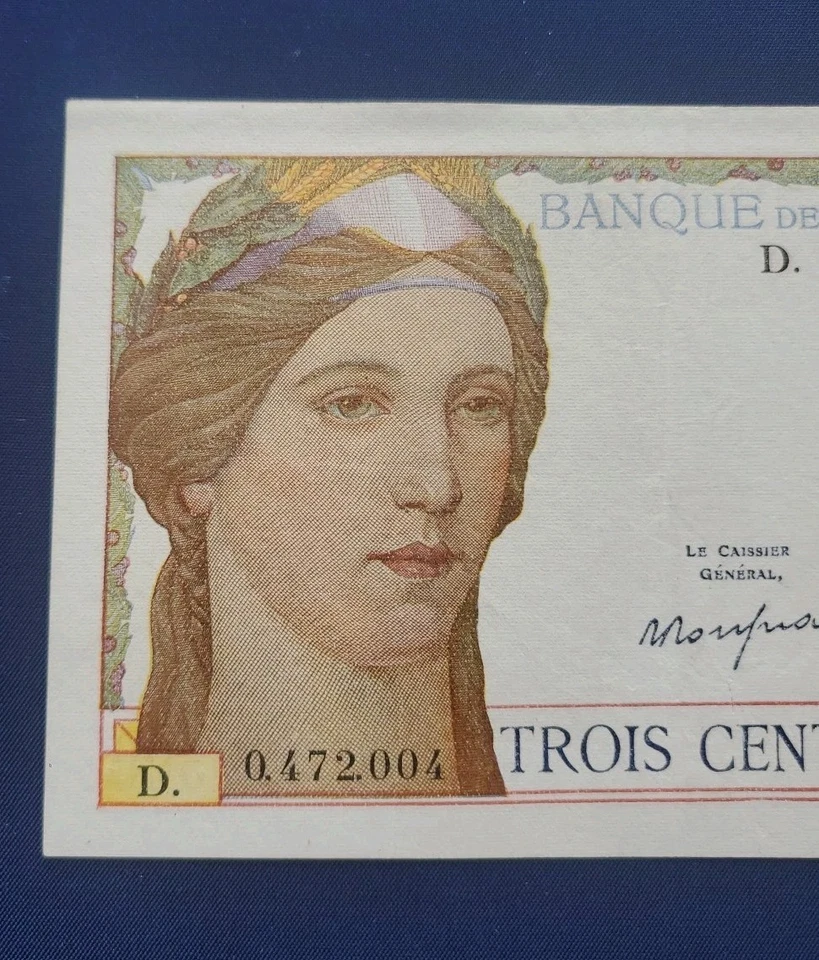 BANQUE DE
D.
LE CAISSIER
GÉNÉRAL,
TROIS CENT
D. 0.472.004